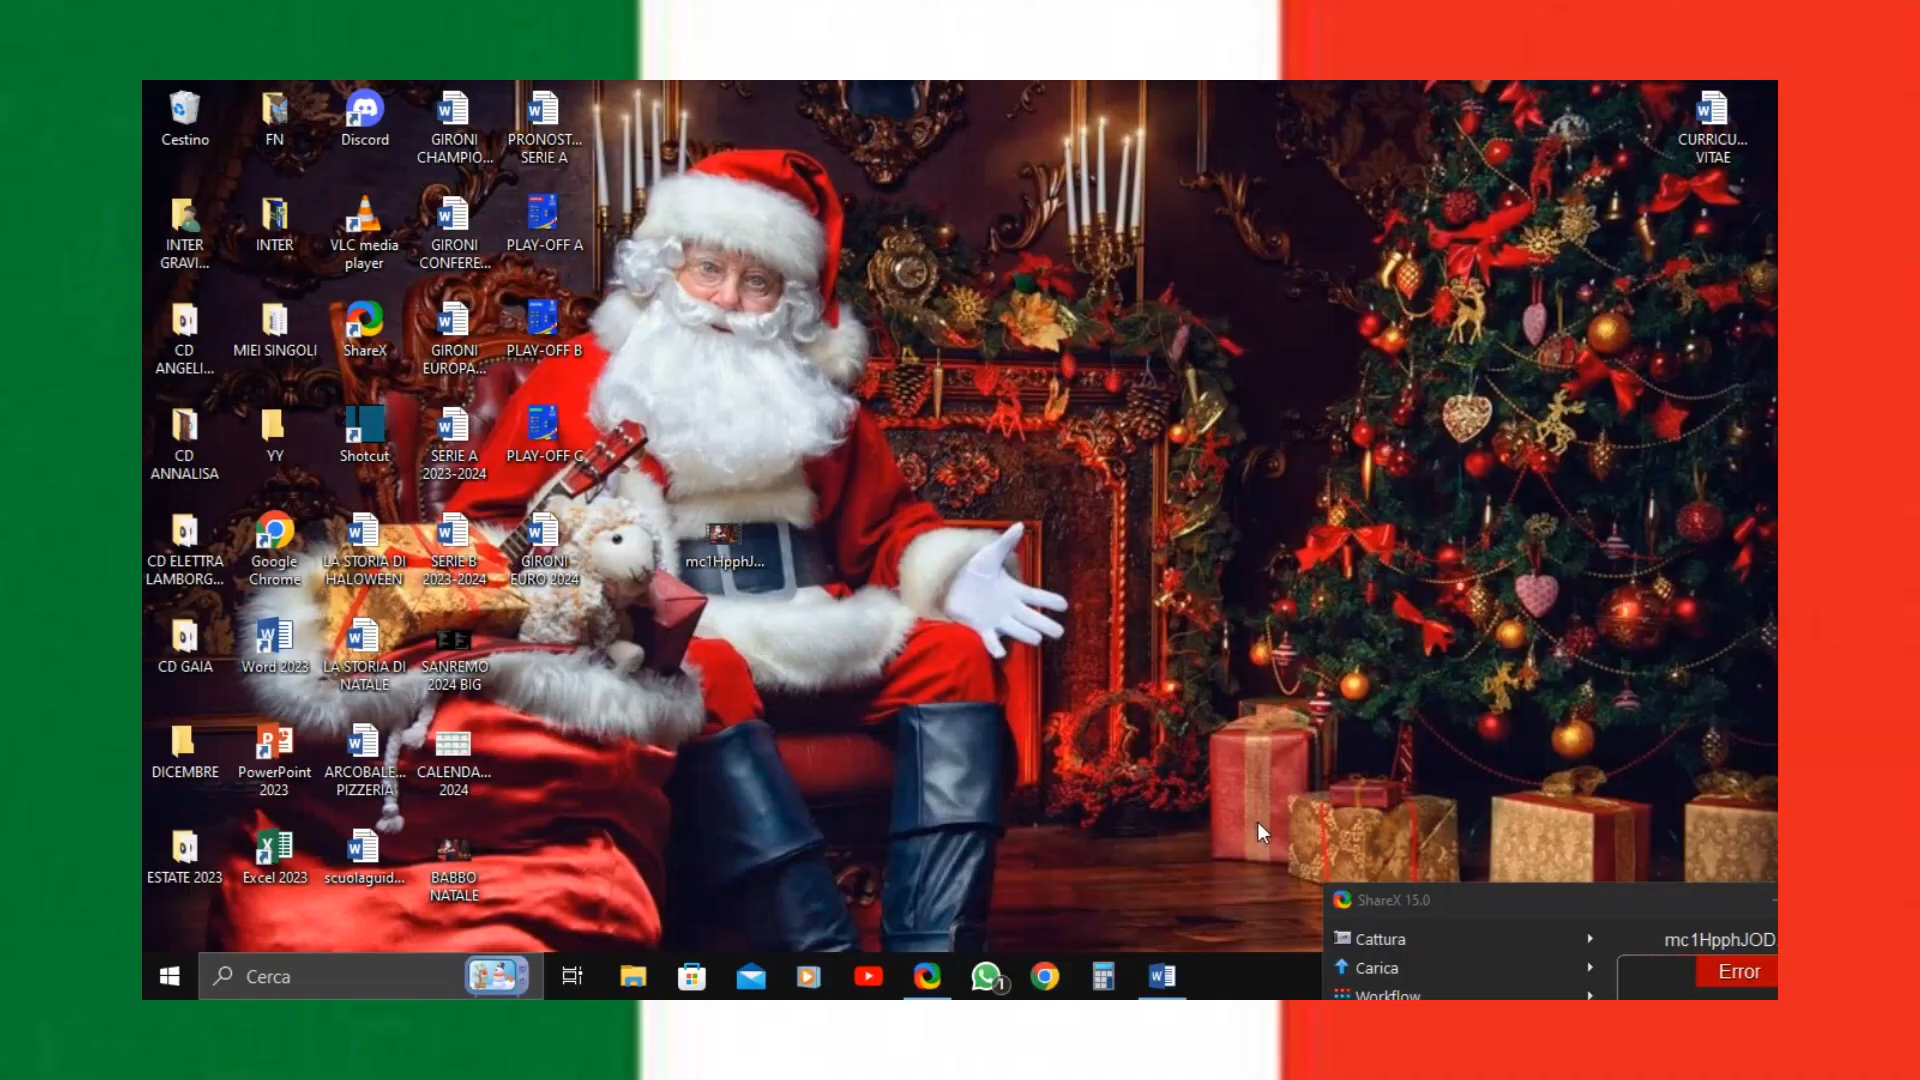 Cestino
FN
Discord
GIRONI
CHAMPIO...
PRONOST...
SERIE A
CURRICU...
VITAE
INTER
GRAVI...
INTER
VLC media
player
GIRONI
CONFERE...
PLAY-OFF A
CD
ANGELI...
MIEI SINGOLI
ShareX
GIRONI
EUROPA...
PLAY-OFF B
CD
ANNALISA
YY
Shotcut
SERIE A
2023-2024
PLAY-OFF C
CD ELETTRA
LAMBORG...
Google
Chrome
LA STORIA DI
HALOWEEN
SERIE B
2023-2024
GIRONI
EURO 2024
mc1HpphJ...
CD GAIA
Word 2023
LA STORIA DI
NATALE
SANREMO
2024 BIG
DICEMBRE
PowerPoint
2023
ARCOBALE...
PIZZERIA
CALENDA...
2024
ESTATE 2023
Excel 2023
scuolaguid...
BABBO
NATALE
ShareX 15.0
Cattura
mc1HpphJOD
Carica
Error
Workflow
Cerca
1